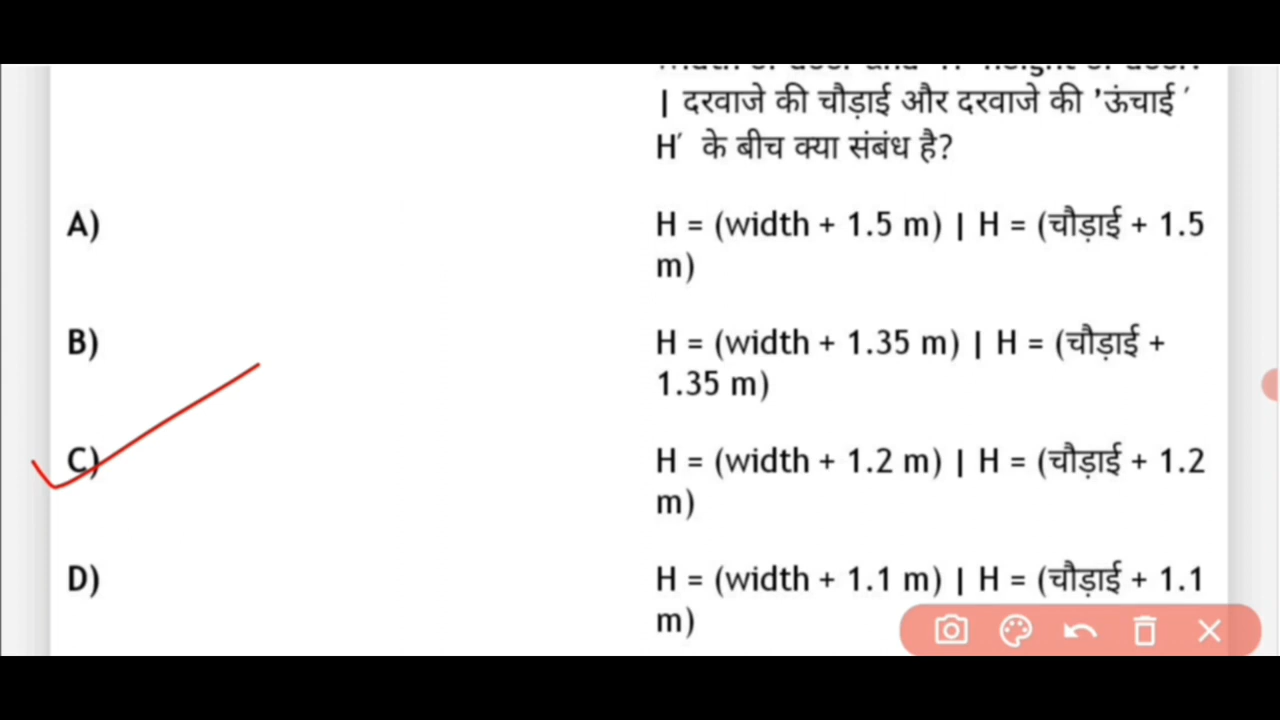 | दरवाजे की चौड़ाई और दरवाजे की 'ऊंचाई ′
H′ के बीच क्या संबंध है?
A) H = (width + 1.5 m) | H = (चौड़ाई + 1.5
m)
B) H = (width + 1.35 m) | H = (चौड़ाई +
1.35 m)
C) H = (width + 1.2 m) | H = (चौड़ाई + 1.2
m)
D) H = (width + 1.1 m) | H = (चौड़ाई + 1.1
m)